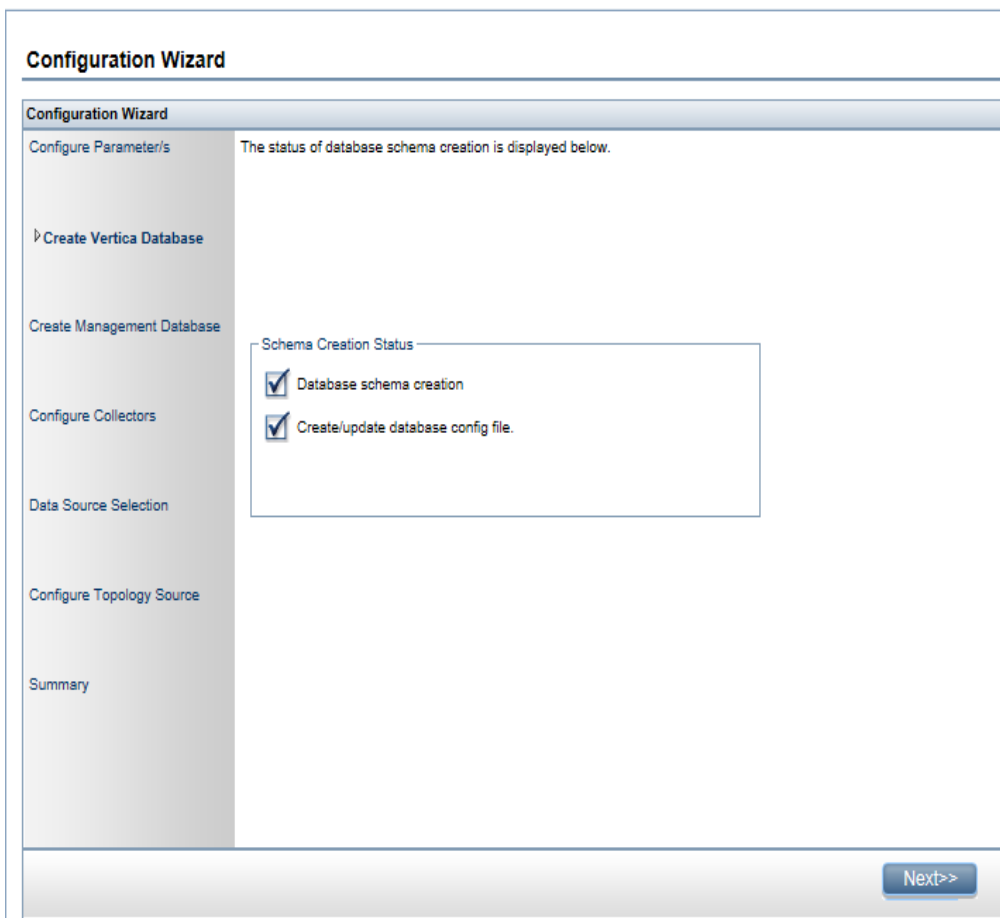 Configuration Wizard
Configuration Wizard
Configure Parameter/s
The status of database schema creation is displayed below.
Create Vertica Database
Create Management Database
Schema Creation Status
Database schema creation
Configure Collectors
Create/update database config file.
Data Source Selection
Configure Topology Source
Summary
Next>>